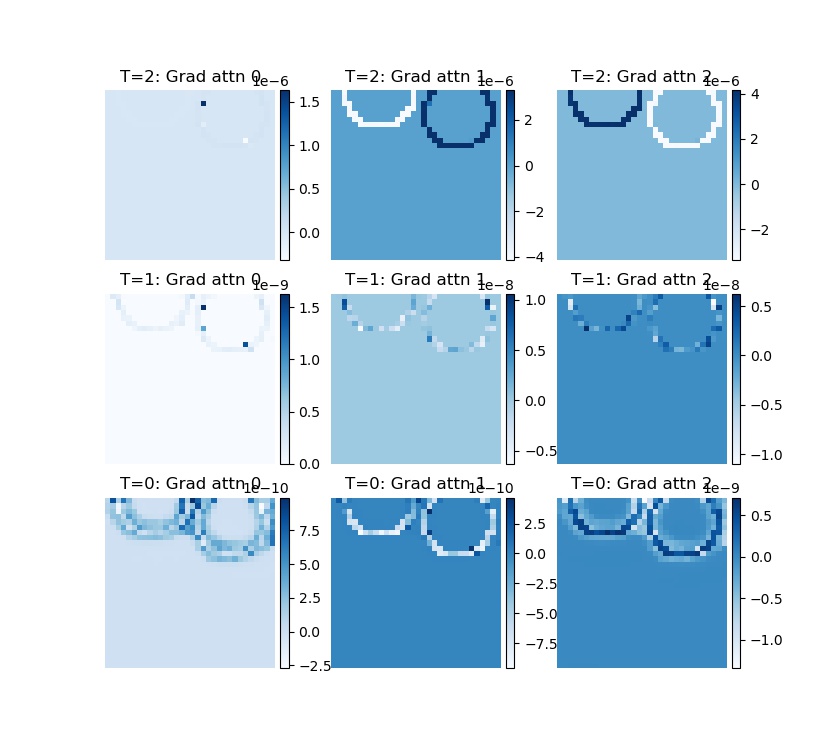 T=2: Grad attn 0
1e−6
1.5
1.0
0.5
0.0
T=2: Grad attn 1
1e−6
2
0
−2
−4
T=2: Grad attn 2
1e−6
4
2
0
−2
T=1: Grad attn 0
1e−9
1.5
1.0
0.5
0.0
T=1: Grad attn 1
1e−8
1.0
0.5
0.0
−0.5
T=1: Grad attn 2
1e−8
0.5
0.0
−0.5
−1.0
T=0: Grad attn 0
1e−10
7.5
5.0
2.5
0.0
−2.5
T=0: Grad attn 1
1e−10
2.5
0.0
−2.5
−5.0
−7.5
T=0: Grad attn 2
1e−9
0.5
0.0
−0.5
−1.0